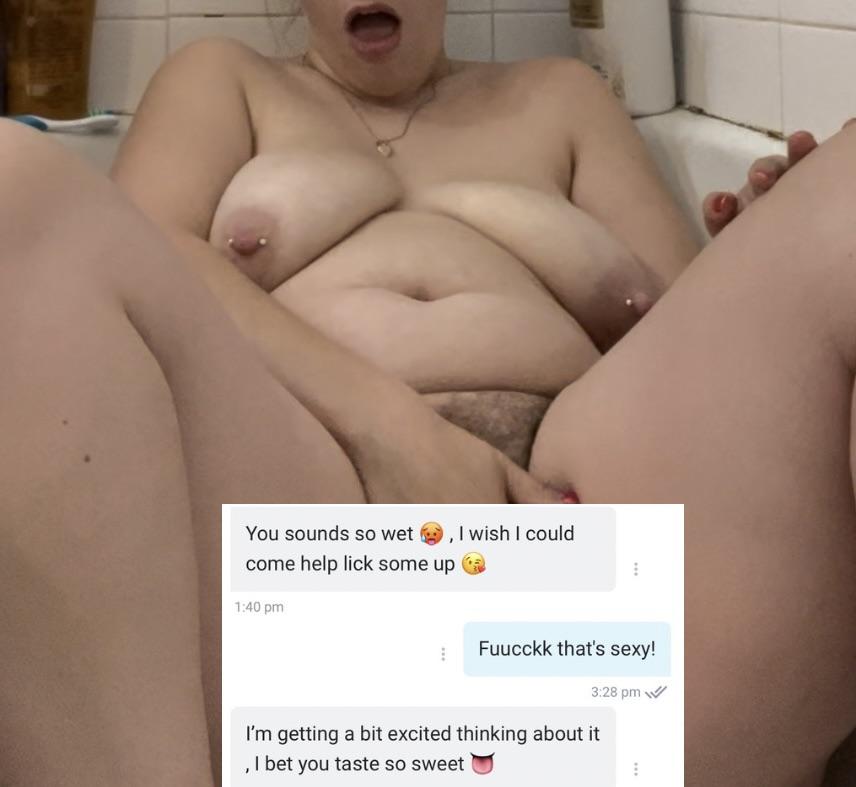 You sounds so wet 🥵 , I wish I could
come help lick some up 😘
1:40 pm
Fuucckk that's sexy!
3:28 pm
I'm getting a bit excited thinking about it
, I bet you taste so sweet 👅